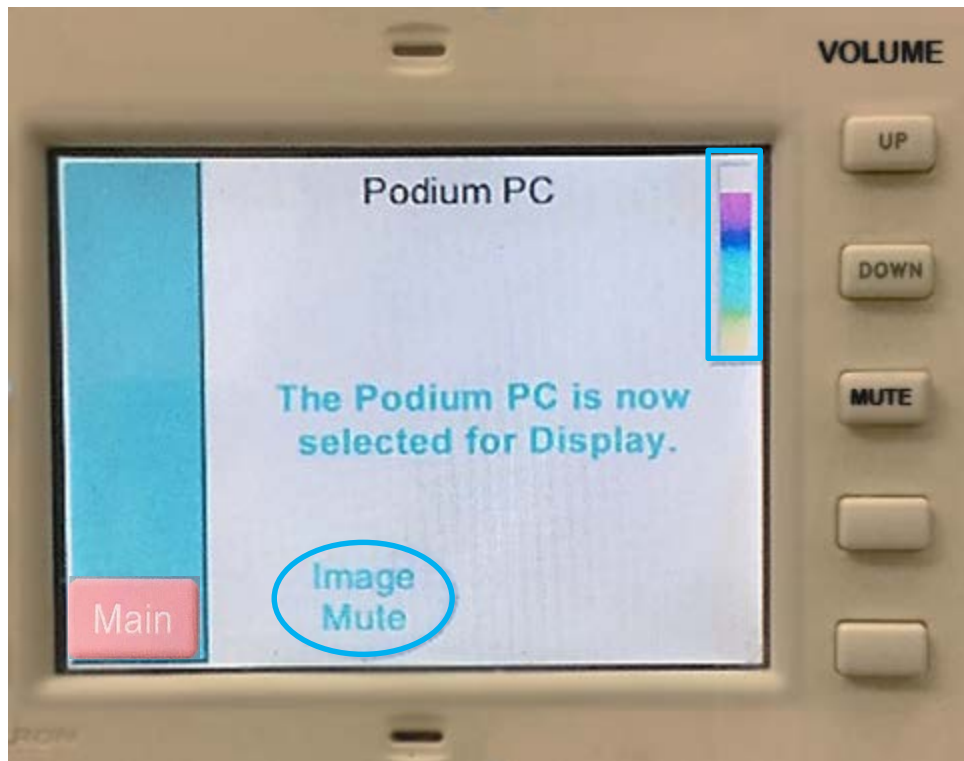 VOLUME
UP
Podium PC
DOWN
The Podium PC is now
selected for Display.
MUTE
Image
Mute
Main